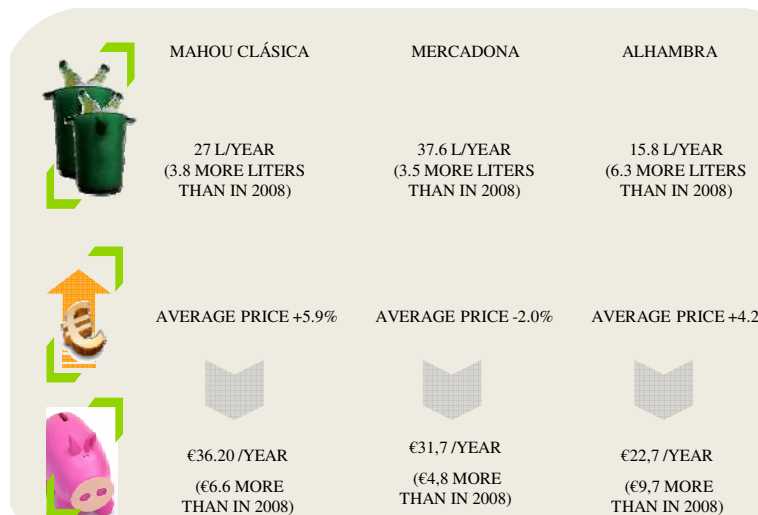 MAHOU CLÁSICA
MERCADONA
ALHAMBRA
27 L/YEAR
(3.8 MORE LITERS
THAN IN 2008)
37.6 L/YEAR
(3.5 MORE LITERS
THAN IN 2008)
15.8 L/YEAR
(6.3 MORE LITERS
THAN IN 2008)
AVERAGE PRICE +5.9%
AVERAGE PRICE -2.0%
AVERAGE PRICE +4.2
€36.20 /YEAR
(€6.6 MORE
THAN IN 2008)
€31,7 /YEAR
(€4,8 MORE
THAN IN 2008)
€22,7 /YEAR
(€9,7 MORE
THAN IN 2008)